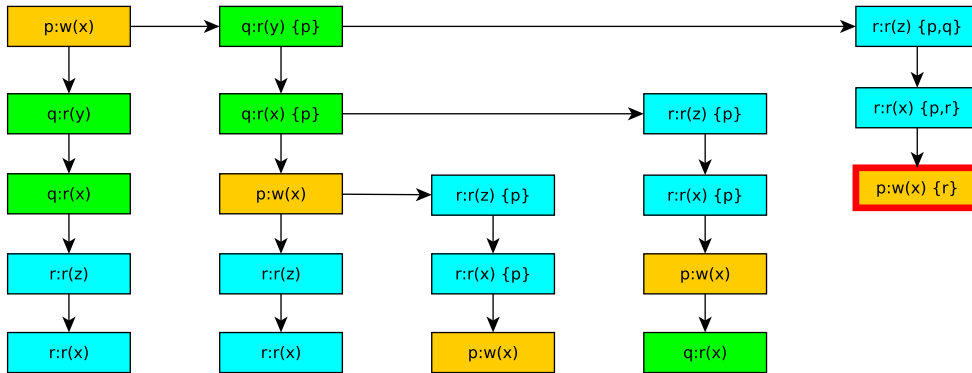 p:w(x)
q:r(y) {p}
r:r(z) {p,q}
q:r(y)
q:r(x) {p}
r:r(z) {p}
r:r(x) {p,r}
q:r(x)
p:w(x)
r:r(z) {p}
r:r(x) {p}
p:w(x) {r}
r:r(z)
r:r(z)
r:r(x) {p}
p:w(x)
r:r(x)
r:r(x)
p:w(x)
q:r(x)